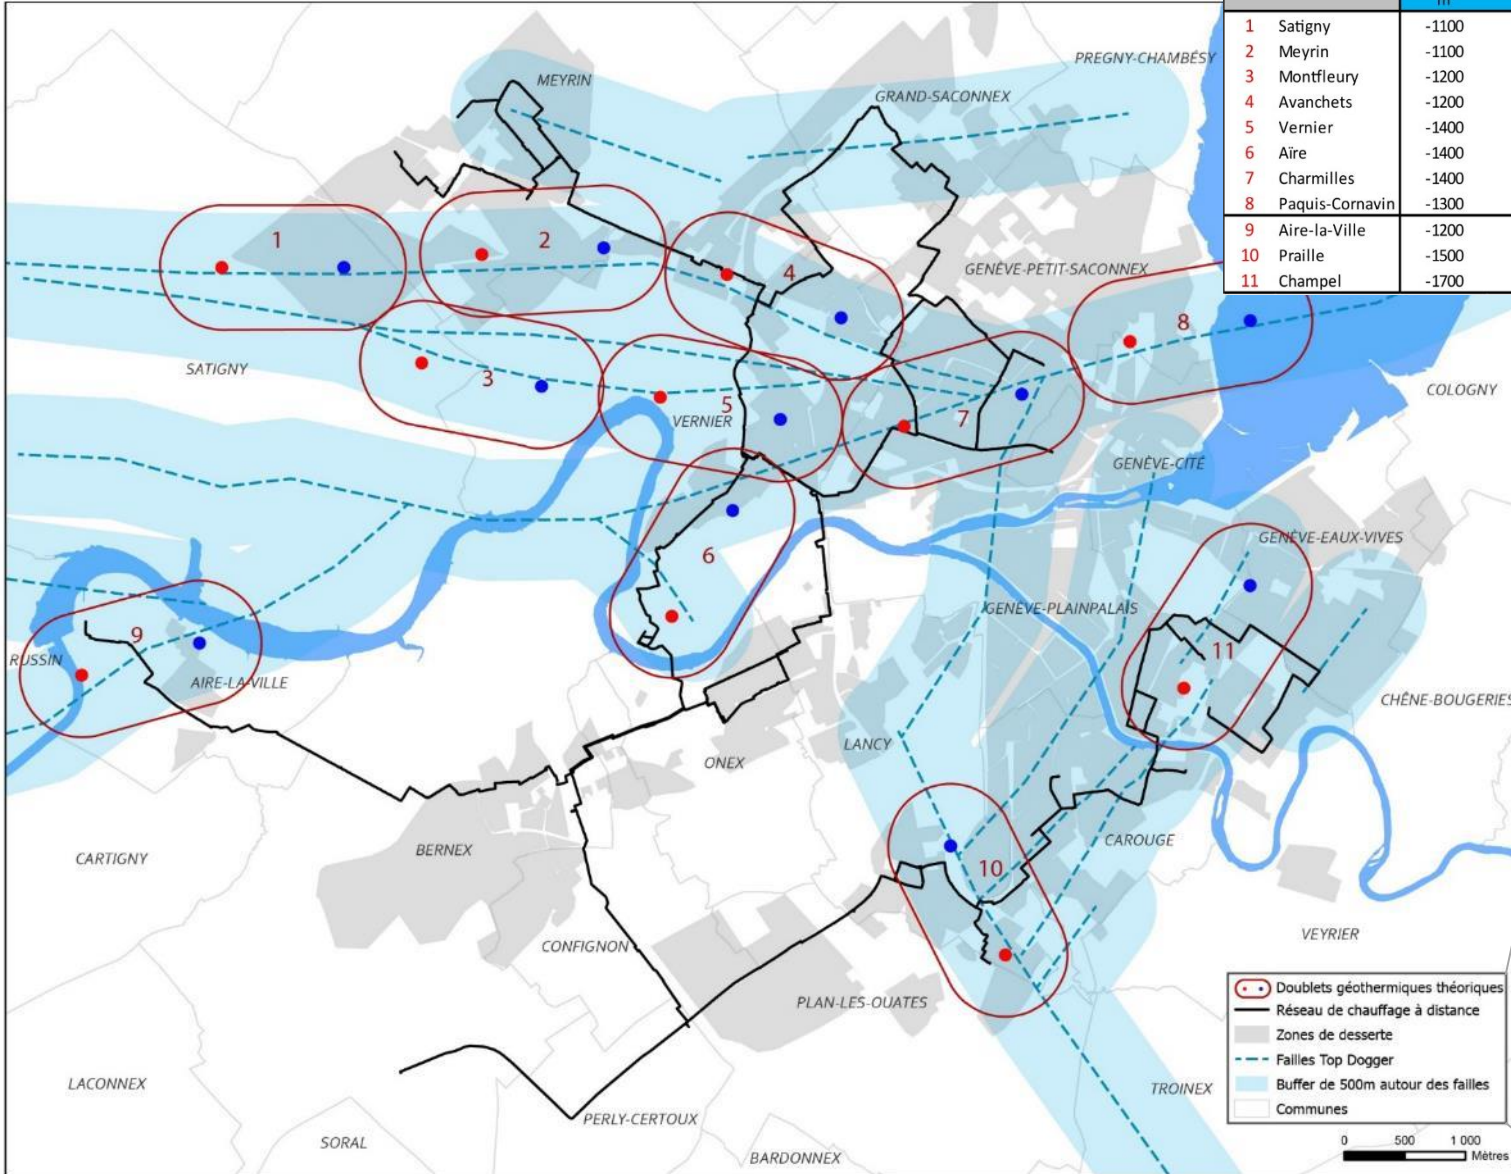 m
1 Satigny -1100
2 Meyrin -1100
3 Montfleury -1200
4 Avanchets -1200
5 Vernier -1400
6 Aïre -1400
7 Charmilles -1400
8 Paquis-Cornavin -1300
9 Aire-la-Ville -1200
10 Praille -1500
11 Champel -1700
PREGNY-CHAMBÉSY
MEYRIN
GRAND-SACONNEX
1
2
4
GENÈVE-PETIT-SACONNEX
8
SATIGNY
3
5
VERNIER
7
COLOGNY
GENÈVE-CITÉ
GENÈVE-EAUX-VIVES
6
GENÈVE-PLAINPALAIS
9
RUSSIN
AIRE-LA-VILLE
11
CHÊNE-BOUGERIES
LANCY
ONEX
CAROUGE
BERNEX
CARTIGNY
10
VEYRIER
CONFIGNON
PLAN-LES-OUATES
LACONNEX
TROINEX
PERLY-CERTOUX
SORAL
BARDONNEX
Doublets géothermiques théoriques
Réseau de chauffage à distance
Zones de desserte
Failles Top Dogger
Buffer de 500m autour des failles
Communes
0 500 1 000
Mètres